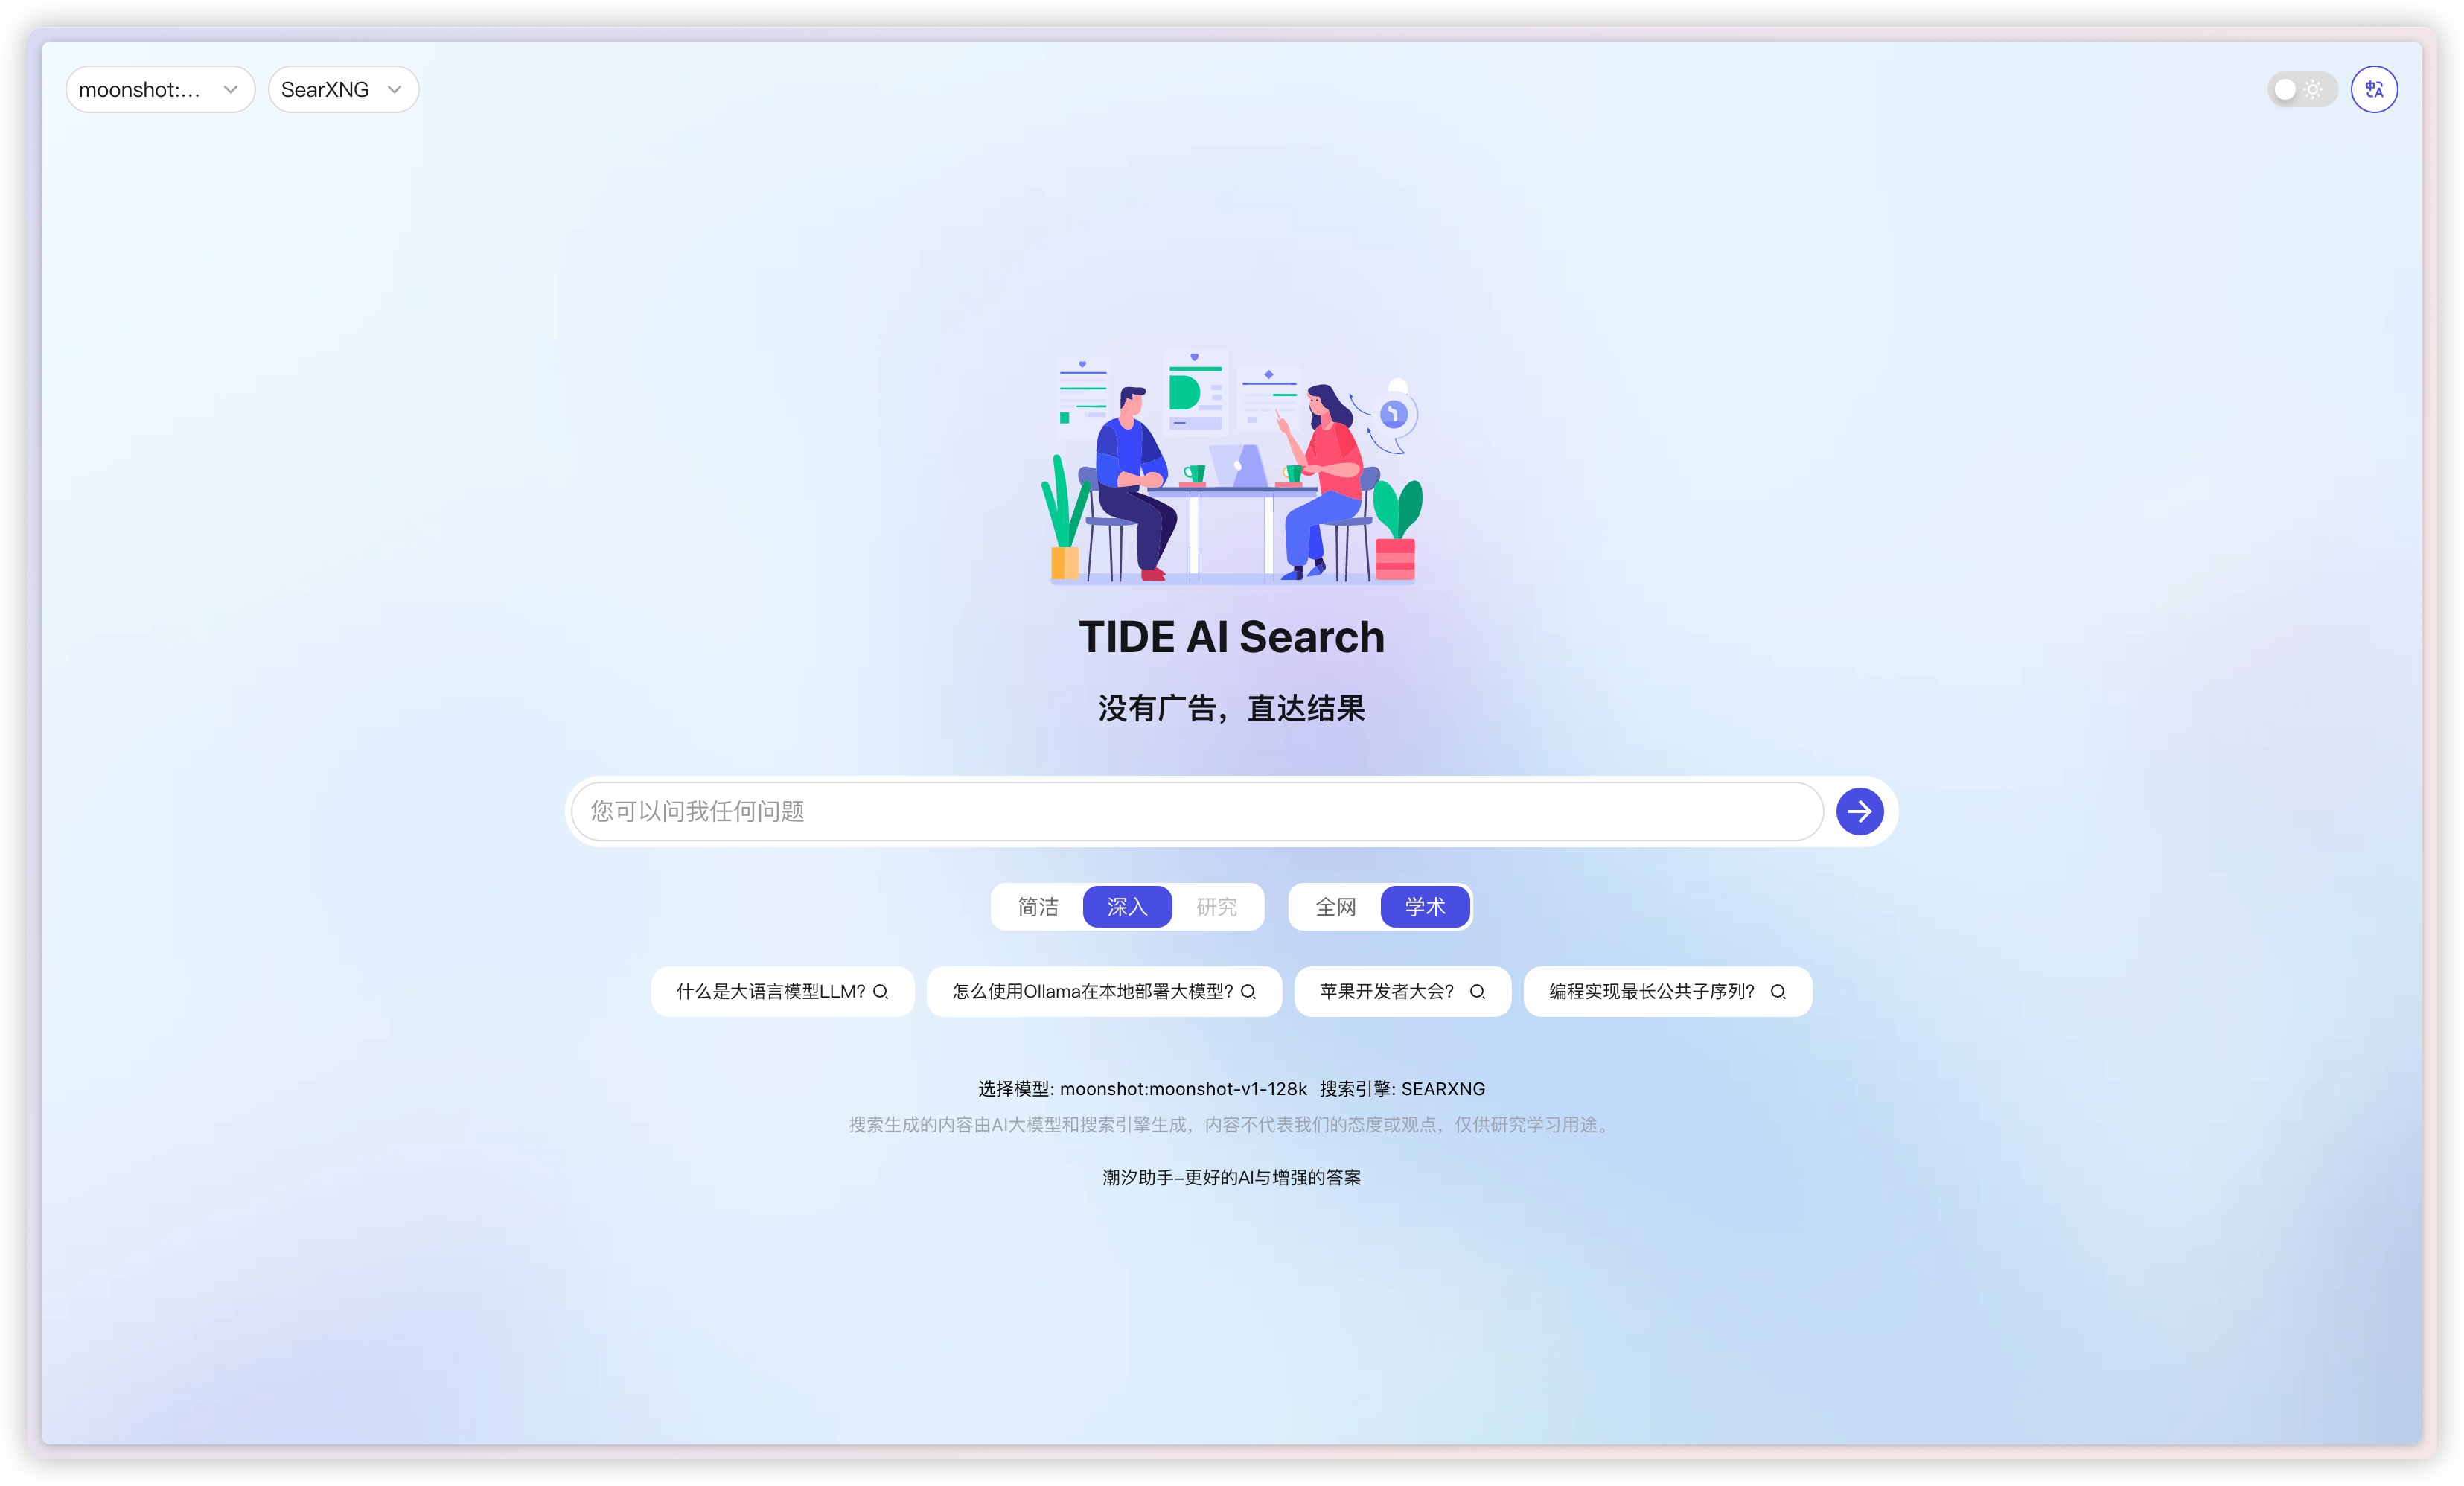 moonshot:...
SearXNG
TIDE AI Search
没有广告，直达结果
您可以问我任何问题
简洁 深入 研究 全网 学术
什么是大语言模型LLM? 怎么使用Ollama在本地部署大模型? 苹果开发者大会? 编程实现最长公共子序列?
选择模型: moonshot:moonshot-v1-128k 搜索引擎: SEARXNG
搜索生成的内容由AI大模型和搜索引擎生成，内容不代表我们的态度或观点，仅供研究学习用途。
潮汐助手–更好的AI与增强的答案